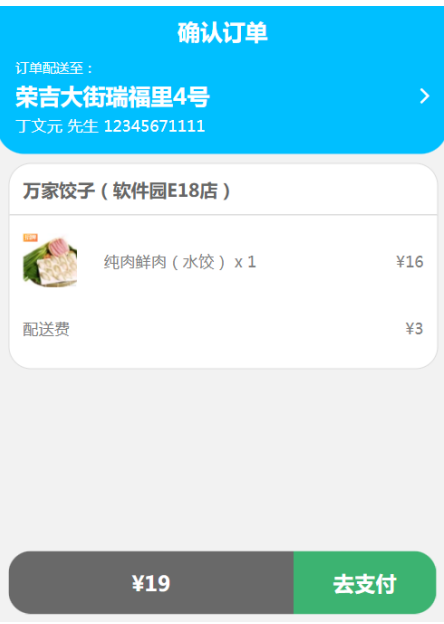 确认订单
订单配送至：
荣吉大街瑞福里4号
丁文元 先生 12345671111
万家饺子（软件园E18店）
纯肉鲜肉（水饺） x 1 ¥16
配送费 ¥3
¥19 去支付